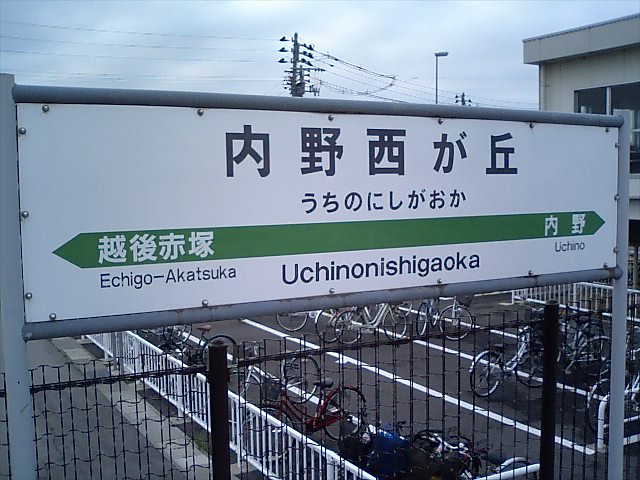 内野西が丘
うちのにしがおか
越後赤塚 内野
Echigo-Akatsuka Uchinonishigaoka Uchino